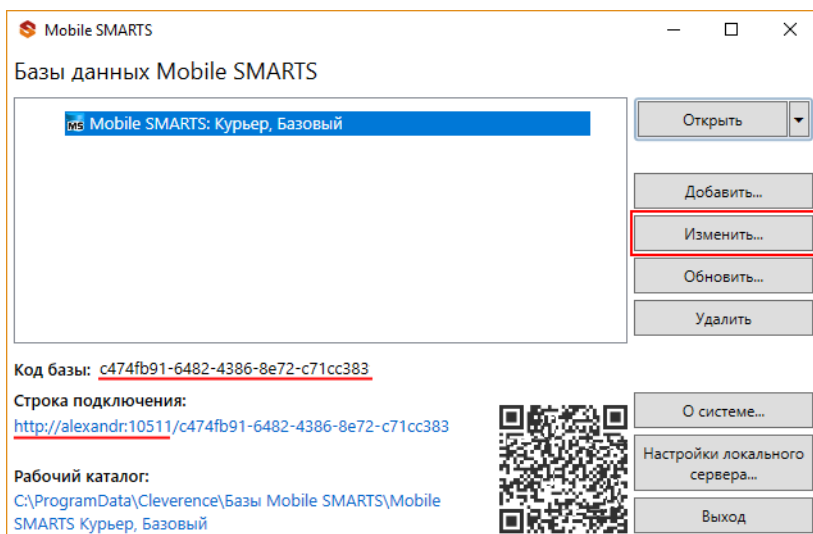 Mobile SMARTS
Базы данных Mobile SMARTS
MS Mobile SMARTS: Курьер, Базовый
Открыть
Добавить...
Изменить...
Обновить...
Удалить
Код базы: c474fb91-6482-4386-8e72-c71cc383
Строка подключения:
http://alexandr:10511/c474fb91-6482-4386-8e72-c71cc383
Рабочий каталог:
C:\ProgramData\Cleverence\Базы Mobile SMARTS\Mobile
SMARTS Курьер, Базовый
О системе...
Настройки локального
сервера...
Выход